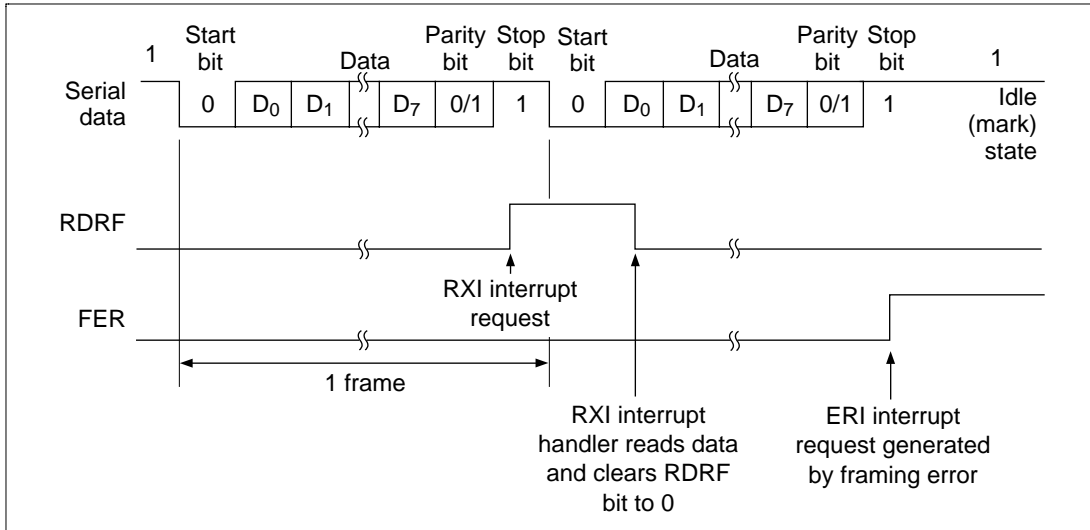 1
Start bit
Data
Parity bit
Stop bit
Start bit
Data
Parity bit
Stop bit
1
Serial data
0
D0
D1
D7
0/1
1
0
D0
D1
D7
0/1
1
Idle (mark) state
RDRF
RXI interrupt
request
FER
1 frame
RXI interrupt
handler reads data
and clears RDRF
bit to 0
ERI interrupt
request generated
by framing error